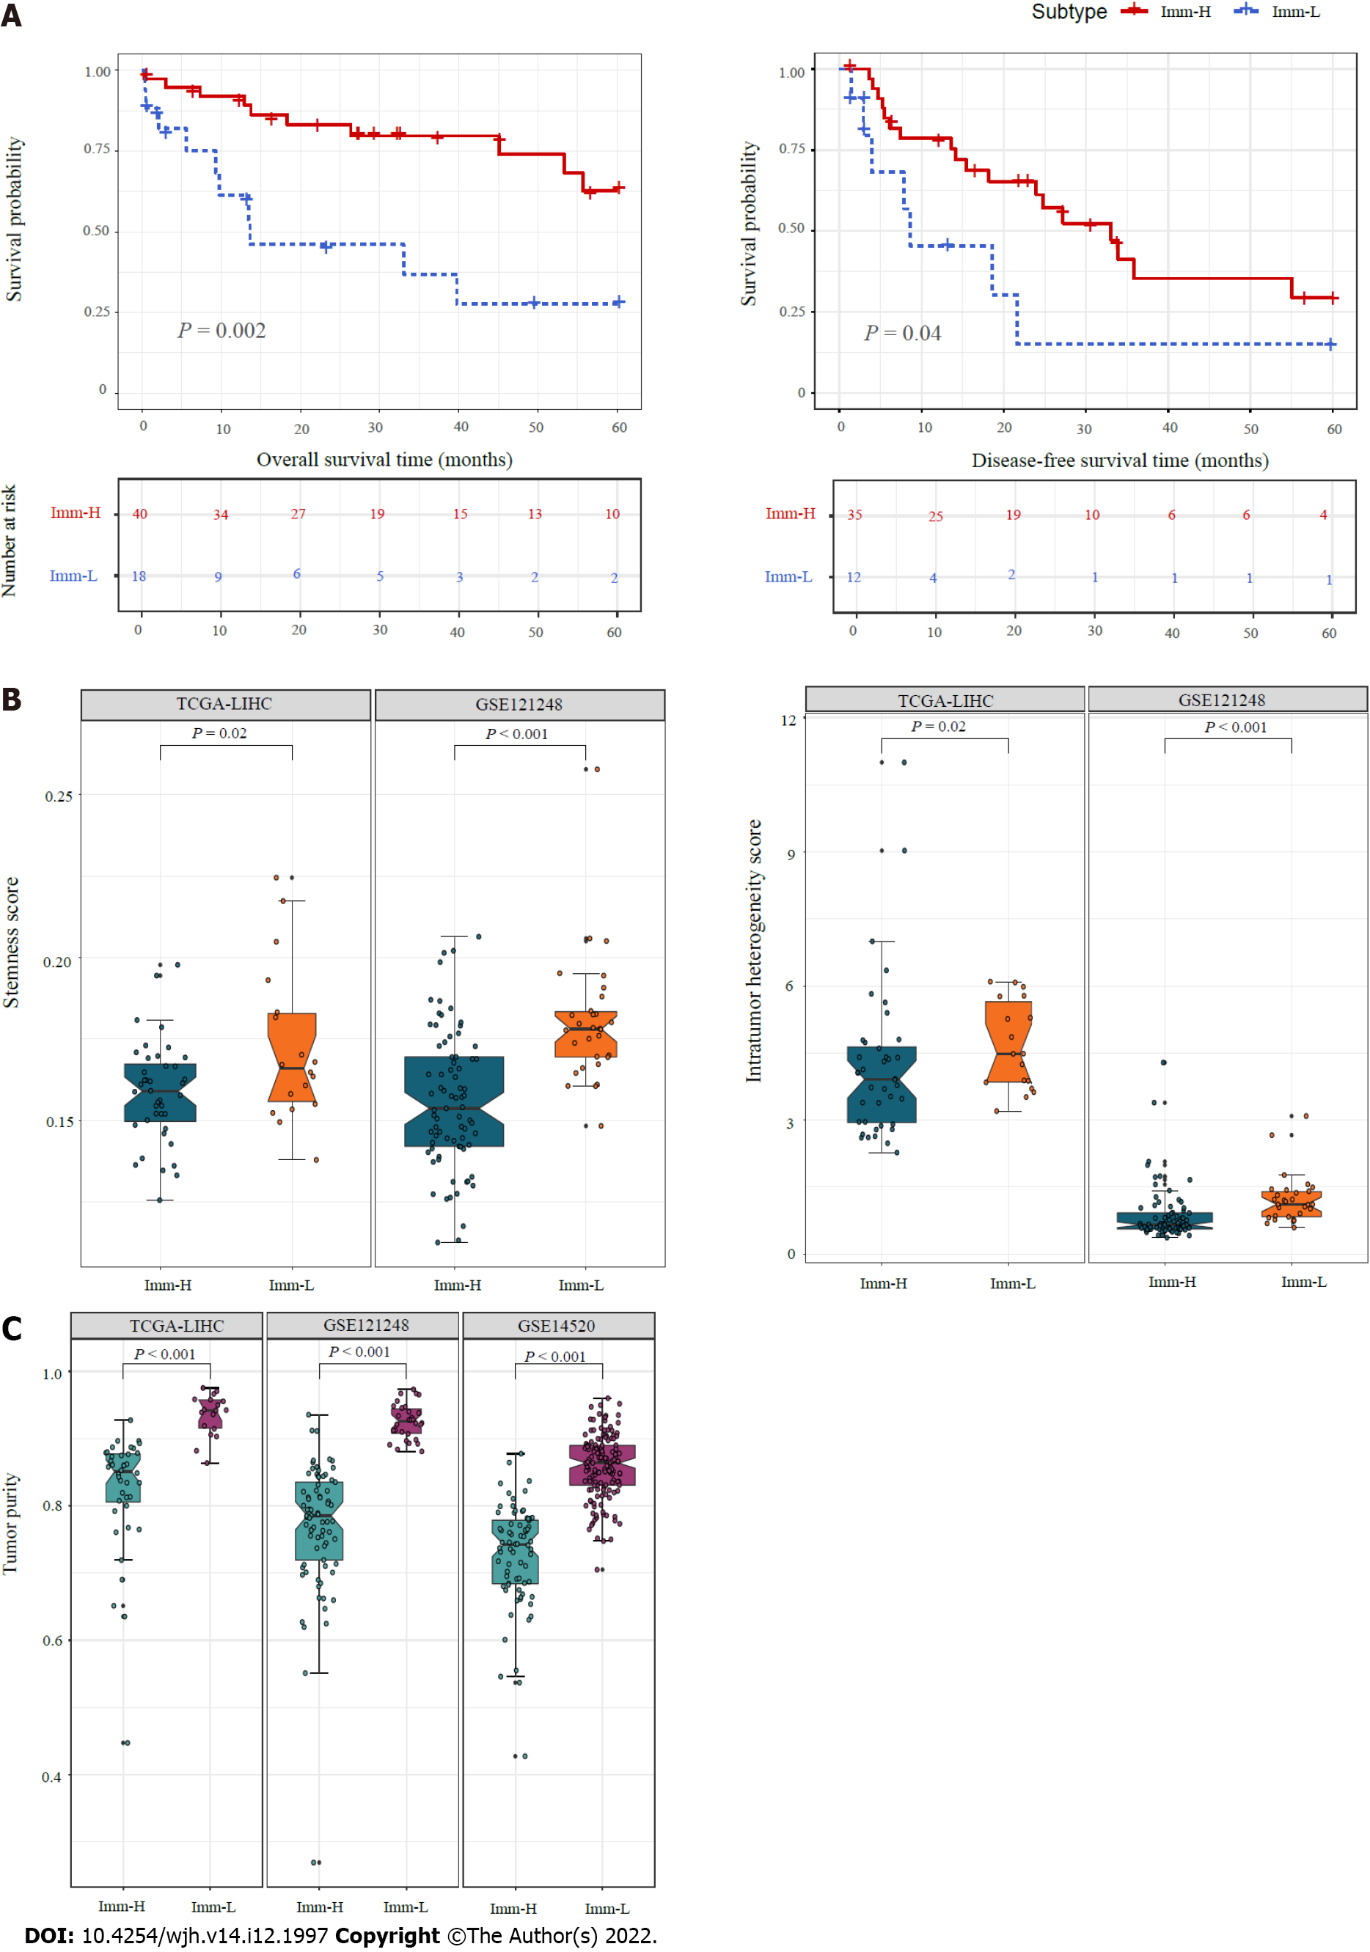 A
Subtype Imm-H Imm-L
Survival probability
1.00
0.75
0.50
0.25
0
P = 0.002
0 10 20 30 40 50 60
Overall survival time (months)
Number at risk
Imm-H 40 34 27 19 15 13 10
Imm-L 18 9 6 5 3 2 2
0 10 20 30 40 50 60
Survival probability
1.00
0.75
0.50
0.25
0
P = 0.04
0 10 20 30 40 50 60
Disease-free survival time (months)
Imm-H 35 25 19 10 6 6 4
Imm-L 12 4 2 1 1 1 1
0 10 20 30 40 50 60
B
TCGA-LIHC GSE121248
P = 0.02 P < 0.001
Stemness score
0.25
0.20
0.15
Imm-H Imm-L Imm-H Imm-L
TCGA-LIHC GSE121248
P = 0.02 P < 0.001
Intratumor heterogeneity score
12
9
6
3
0
Imm-H Imm-L Imm-H Imm-L
C
TCGA-LIHC GSE121248 GSE14520
P < 0.001 P < 0.001 P < 0.001
Tumor purity
1.0
0.8
0.6
0.4
Imm-H Imm-L Imm-H Imm-L Imm-H Imm-L
DOI: 10.4254/wjh.v14.i12.1997 Copyright ©The Author(s) 2022.